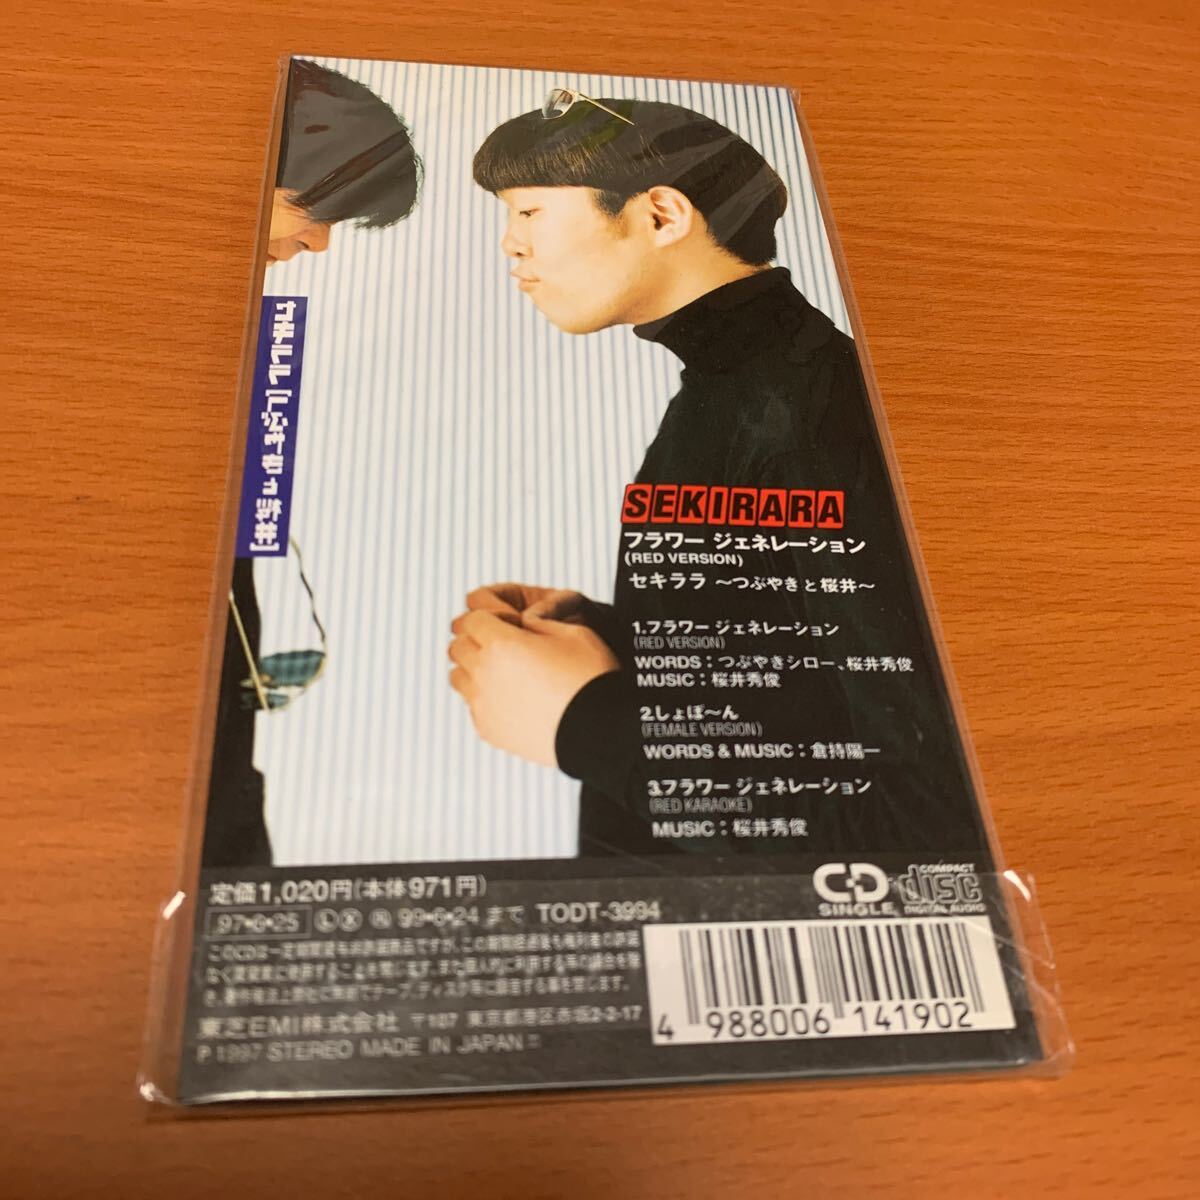 セキララ[つぶやきと桜井]
SEKIRARA
フラワー ジェネレーション
(RED VERSION)
セキララ ～つぶやきと桜井～
1.フラワー ジェネレーション
(RED VERSION)
WORDS：つぶやきシロー、桜井秀俊
MUSIC：桜井秀俊
2.しょぼ～ん
(FEMALE VERSION)
WORDS & MUSIC：倉持陽一
3.フラワー ジェネレーション
(RED KARAOKE)
MUSIC：桜井秀俊
定価1,020円(本体971円)
CD
SINGLE
COMPACT
disc
DIGITAL AUDIO
97•6•25
99•6•24 まで TODT-3994
東芝EMI株式会社 〒107 東京都港区赤坂2-2-17
P 1997 STEREO MADE IN JAPAN
4 988006 141902